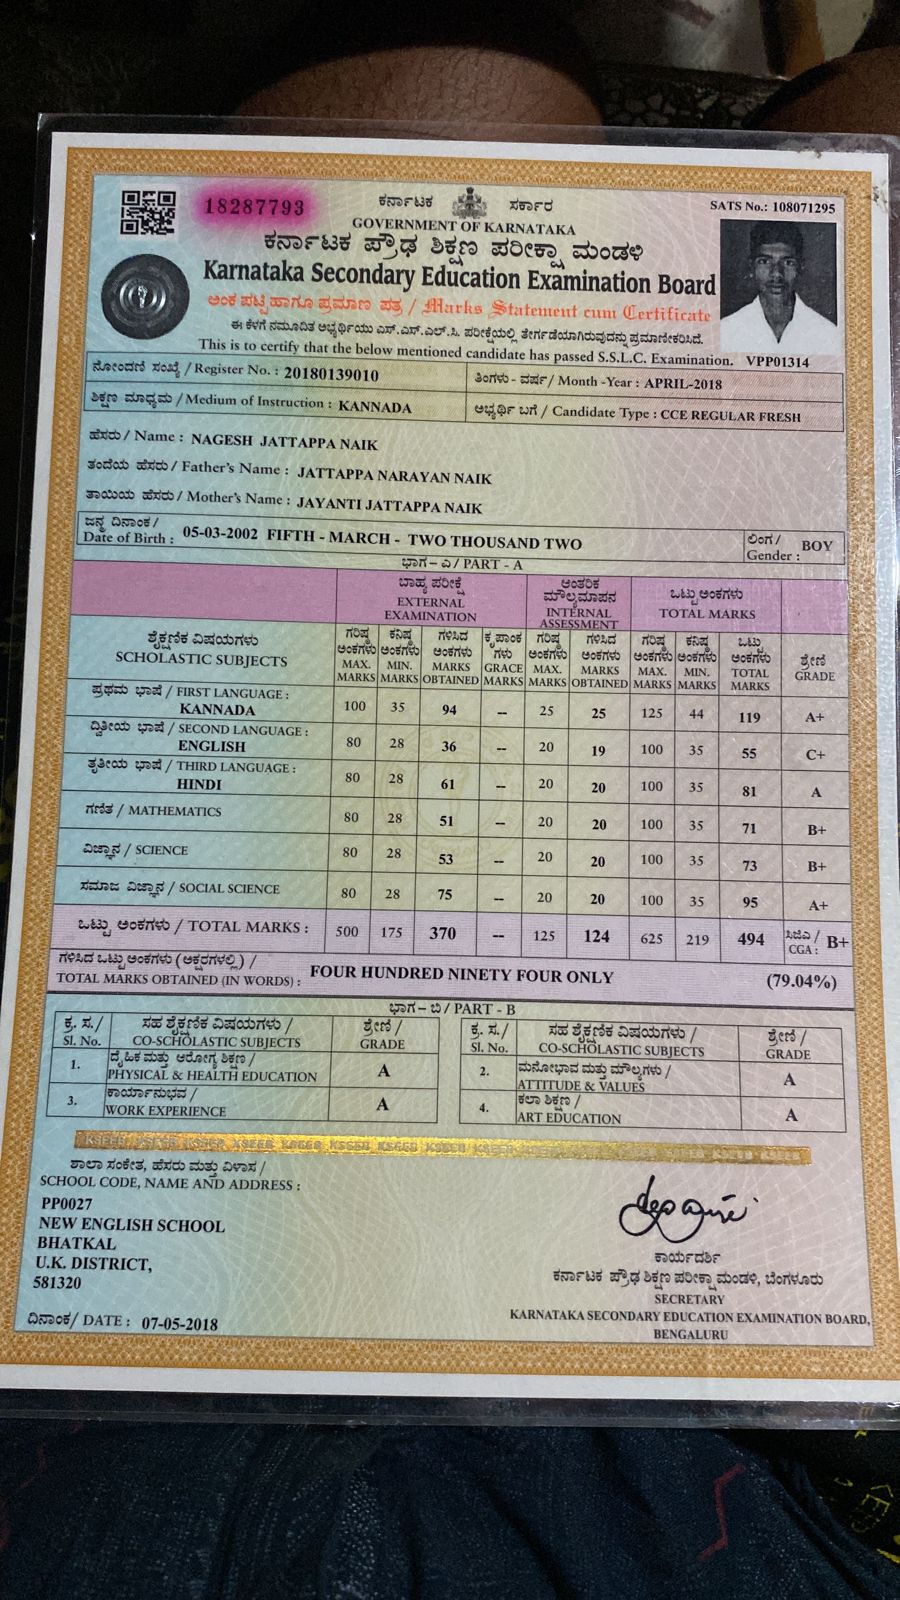 18287793
ಕರ್ನಾಟಕ ಸರ್ಕಾರ
SATS No.: 108071295
GOVERNMENT OF KARNATAKA
ಕರ್ನಾಟಕ ಪ್ರೌಢ ಶಿಕ್ಷಣ ಪರೀಕ್ಷಾ ಮಂಡಳಿ
Karnataka Secondary Education Examination Board
ಅಂಕ ಪಟ್ಟಿ ಹಾಗೂ ಪ್ರಮಾಣ ಪತ್ರ / Marks Statement cum Certificate
ಈ ಕೆಳಗೆ ನಮೂದಿತ ಅಭ್ಯರ್ಥಿಯು ಎಸ್.ಎಸ್.ಎಲ್.ಸಿ. ಪರೀಕ್ಷೆಯಲ್ಲಿ ತೇರ್ಗಡೆಯಾಗಿರುವುದನ್ನು ಪ್ರಮಾಣೀಕರಿಸಿದೆ.
This is to certify that the below mentioned candidate has passed S.S.L.C. Examination. VPP01314
ನೋಂದಣಿ ಸಂಖ್ಯೆ / Register No. : 20180139010
ತಿಂಗಳು - ವರ್ಷ / Month -Year : APRIL-2018
ಶಿಕ್ಷಣ ಮಾಧ್ಯಮ / Medium of Instruction : KANNADA
ಅಭ್ಯರ್ಥಿ ಬಗೆ / Candidate Type : CCE REGULAR FRESH
ಹೆಸರು / Name : NAGESH JATTAPPA NAIK
ತಂದೆಯ ಹೆಸರು / Father's Name : JATTAPPA NARAYAN NAIK
ತಾಯಿಯ ಹೆಸರು / Mother's Name : JAYANTI JATTAPPA NAIK
ಜನ್ಮ ದಿನಾಂಕ /
Date of Birth : 05-03-2002 FIFTH - MARCH - TWO THOUSAND TWO
ಲಿಂಗ /
Gender : BOY
ಭಾಗ – ಎ / PART - A
ಬಾಹ್ಯ ಪರೀಕ್ಷೆ
EXTERNAL
EXAMINATION
ಆಂತರಿಕ
ಮೌಲ್ಯಮಾಪನ
INTERNAL
ASSESSMENT
ಒಟ್ಟು ಅಂಕಗಳು
TOTAL MARKS
ಶೈಕ್ಷಣಿಕ ವಿಷಯಗಳು
SCHOLASTIC SUBJECTS
ಗರಿಷ್ಠ ಅಂಕಗಳು MAX. MARKS
ಕನಿಷ್ಠ ಅಂಕಗಳು MIN. MARKS
ಗಳಿಸಿದ ಅಂಕಗಳು MARKS OBTAINED
ಕೃಪಾಂಕ ಗಳು GRACE MARKS
ಗರಿಷ್ಠ ಅಂಕಗಳು MAX. MARKS
ಗಳಿಸಿದ ಅಂಕಗಳು MARKS OBTAINED
ಗರಿಷ್ಠ ಅಂಕಗಳು MAX. MARKS
ಕನಿಷ್ಠ ಅಂಕಗಳು MIN. MARKS
ಒಟ್ಟು ಅಂಕಗಳು TOTAL MARKS
ಶ್ರೇಣಿ GRADE
ಪ್ರಥಮ ಭಾಷೆ / FIRST LANGUAGE :
KANNADA 100 35 94 -- 25 25 125 44 119 A+
ದ್ವಿತೀಯ ಭಾಷೆ / SECOND LANGUAGE :
ENGLISH 80 28 36 -- 20 19 100 35 55 C+
ತೃತೀಯ ಭಾಷೆ / THIRD LANGUAGE :
HINDI 80 28 61 -- 20 20 100 35 81 A
ಗಣಿತ / MATHEMATICS 80 28 51 -- 20 20 100 35 71 B+
ವಿಜ್ಞಾನ / SCIENCE 80 28 53 -- 20 20 100 35 73 B+
ಸಮಾಜ ವಿಜ್ಞಾನ / SOCIAL SCIENCE 80 28 75 -- 20 20 100 35 95 A+
ಒಟ್ಟು ಅಂಕಗಳು / TOTAL MARKS : 500 175 370 -- 125 124 625 219 494 ಸಿಜಿಎ / CGA : B+
ಗಳಿಸಿದ ಒಟ್ಟು ಅಂಕಗಳು (ಅಕ್ಷರಗಳಲ್ಲಿ) /
TOTAL MARKS OBTAINED (IN WORDS) : FOUR HUNDRED NINETY FOUR ONLY (79.04%)
ಭಾಗ – ಬಿ / PART - B
ಕ್ರ. ಸ./ ಸಹ ಶೈಕ್ಷಣಿಕ ವಿಷಯಗಳು / ಶ್ರೇಣಿ /
Sl. No. CO-SCHOLASTIC SUBJECTS GRADE
ಕ್ರ. ಸ./ ಸಹ ಶೈಕ್ಷಣಿಕ ವಿಷಯಗಳು / ಶ್ರೇಣಿ /
Sl. No. CO-SCHOLASTIC SUBJECTS GRADE
1. ದೈಹಿಕ ಮತ್ತು ಆರೋಗ್ಯ ಶಿಕ್ಷಣ /
PHYSICAL & HEALTH EDUCATION A
2. ಮನೋಭಾವ ಮತ್ತು ಮೌಲ್ಯಗಳು /
ATTITUDE & VALUES A
3. ಕಾರ್ಯಾನುಭವ /
WORK EXPERIENCE A
4. ಕಲಾ ಶಿಕ್ಷಣ /
ART EDUCATION A
KSEEB KSEEB KSEEB KSEEB KSEEB KSEEB KSEEB KSEEB KSEEB KSEEB KSEEB KSEEB KSEEB KSEEB KSEEB
ಶಾಲಾ ಸಂಕೇತ, ಹೆಸರು ಮತ್ತು ವಿಳಾಸ /
SCHOOL CODE, NAME AND ADDRESS :
PP0027
NEW ENGLISH SCHOOL
BHATKAL
U.K. DISTRICT,
581320
ದಿನಾಂಕ/ DATE : 07-05-2018
ಕಾರ್ಯದರ್ಶಿ
ಕರ್ನಾಟಕ ಪ್ರೌಢ ಶಿಕ್ಷಣ ಪರೀಕ್ಷಾ ಮಂಡಳಿ, ಬೆಂಗಳೂರು
SECRETARY
KARNATAKA SECONDARY EDUCATION EXAMINATION BOARD,
BENGALURU